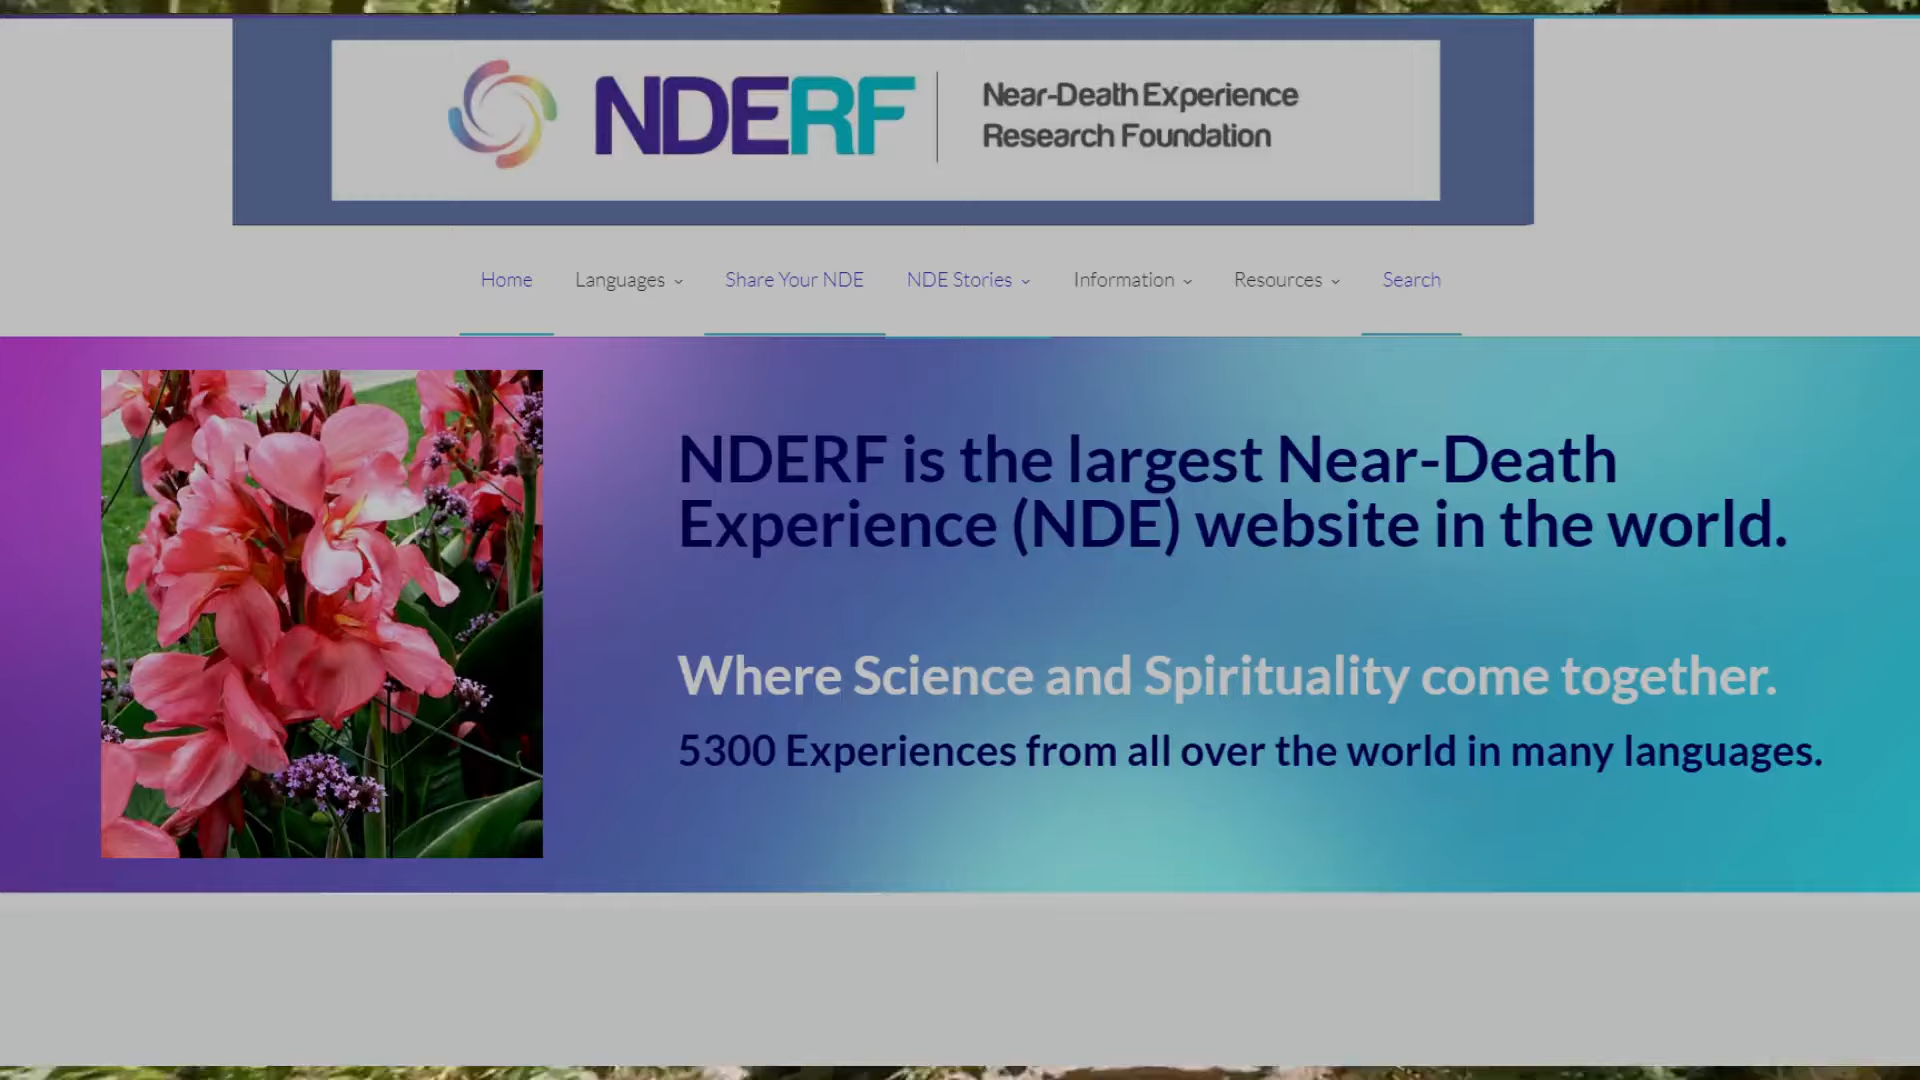 NDERF
Near-Death Experience
Research Foundation
Home Languages Share Your NDE NDE Stories Information Resources Search
NDERF is the largest Near-Death
Experience (NDE) website in the world.
Where Science and Spirituality come together.
5300 Experiences from all over the world in many languages.